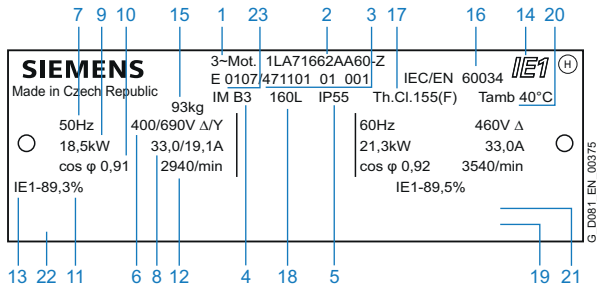 7 9 10 15 1 23 2 3 17 16 14 20
SIEMENS
Made in Czech Republic
3~Mot. 1LA71662AA60-Z
E 0107/471101 01 001
IEC/EN 60034
IE1 H
93kg
IM B3 160L IP55 Th.Cl.155(F) Tamb 40°C
50Hz 400/690V Δ/Y 60Hz 460V Δ
18,5kW 33,0/19,1A 21,3kW 33,0A
cos φ 0,91 2940/min cos φ 0,92 3540/min
IE1-89,3% IE1-89,5%
13 22 11 6 8 12 4 18 5 19 21
G_D081_EN_00375